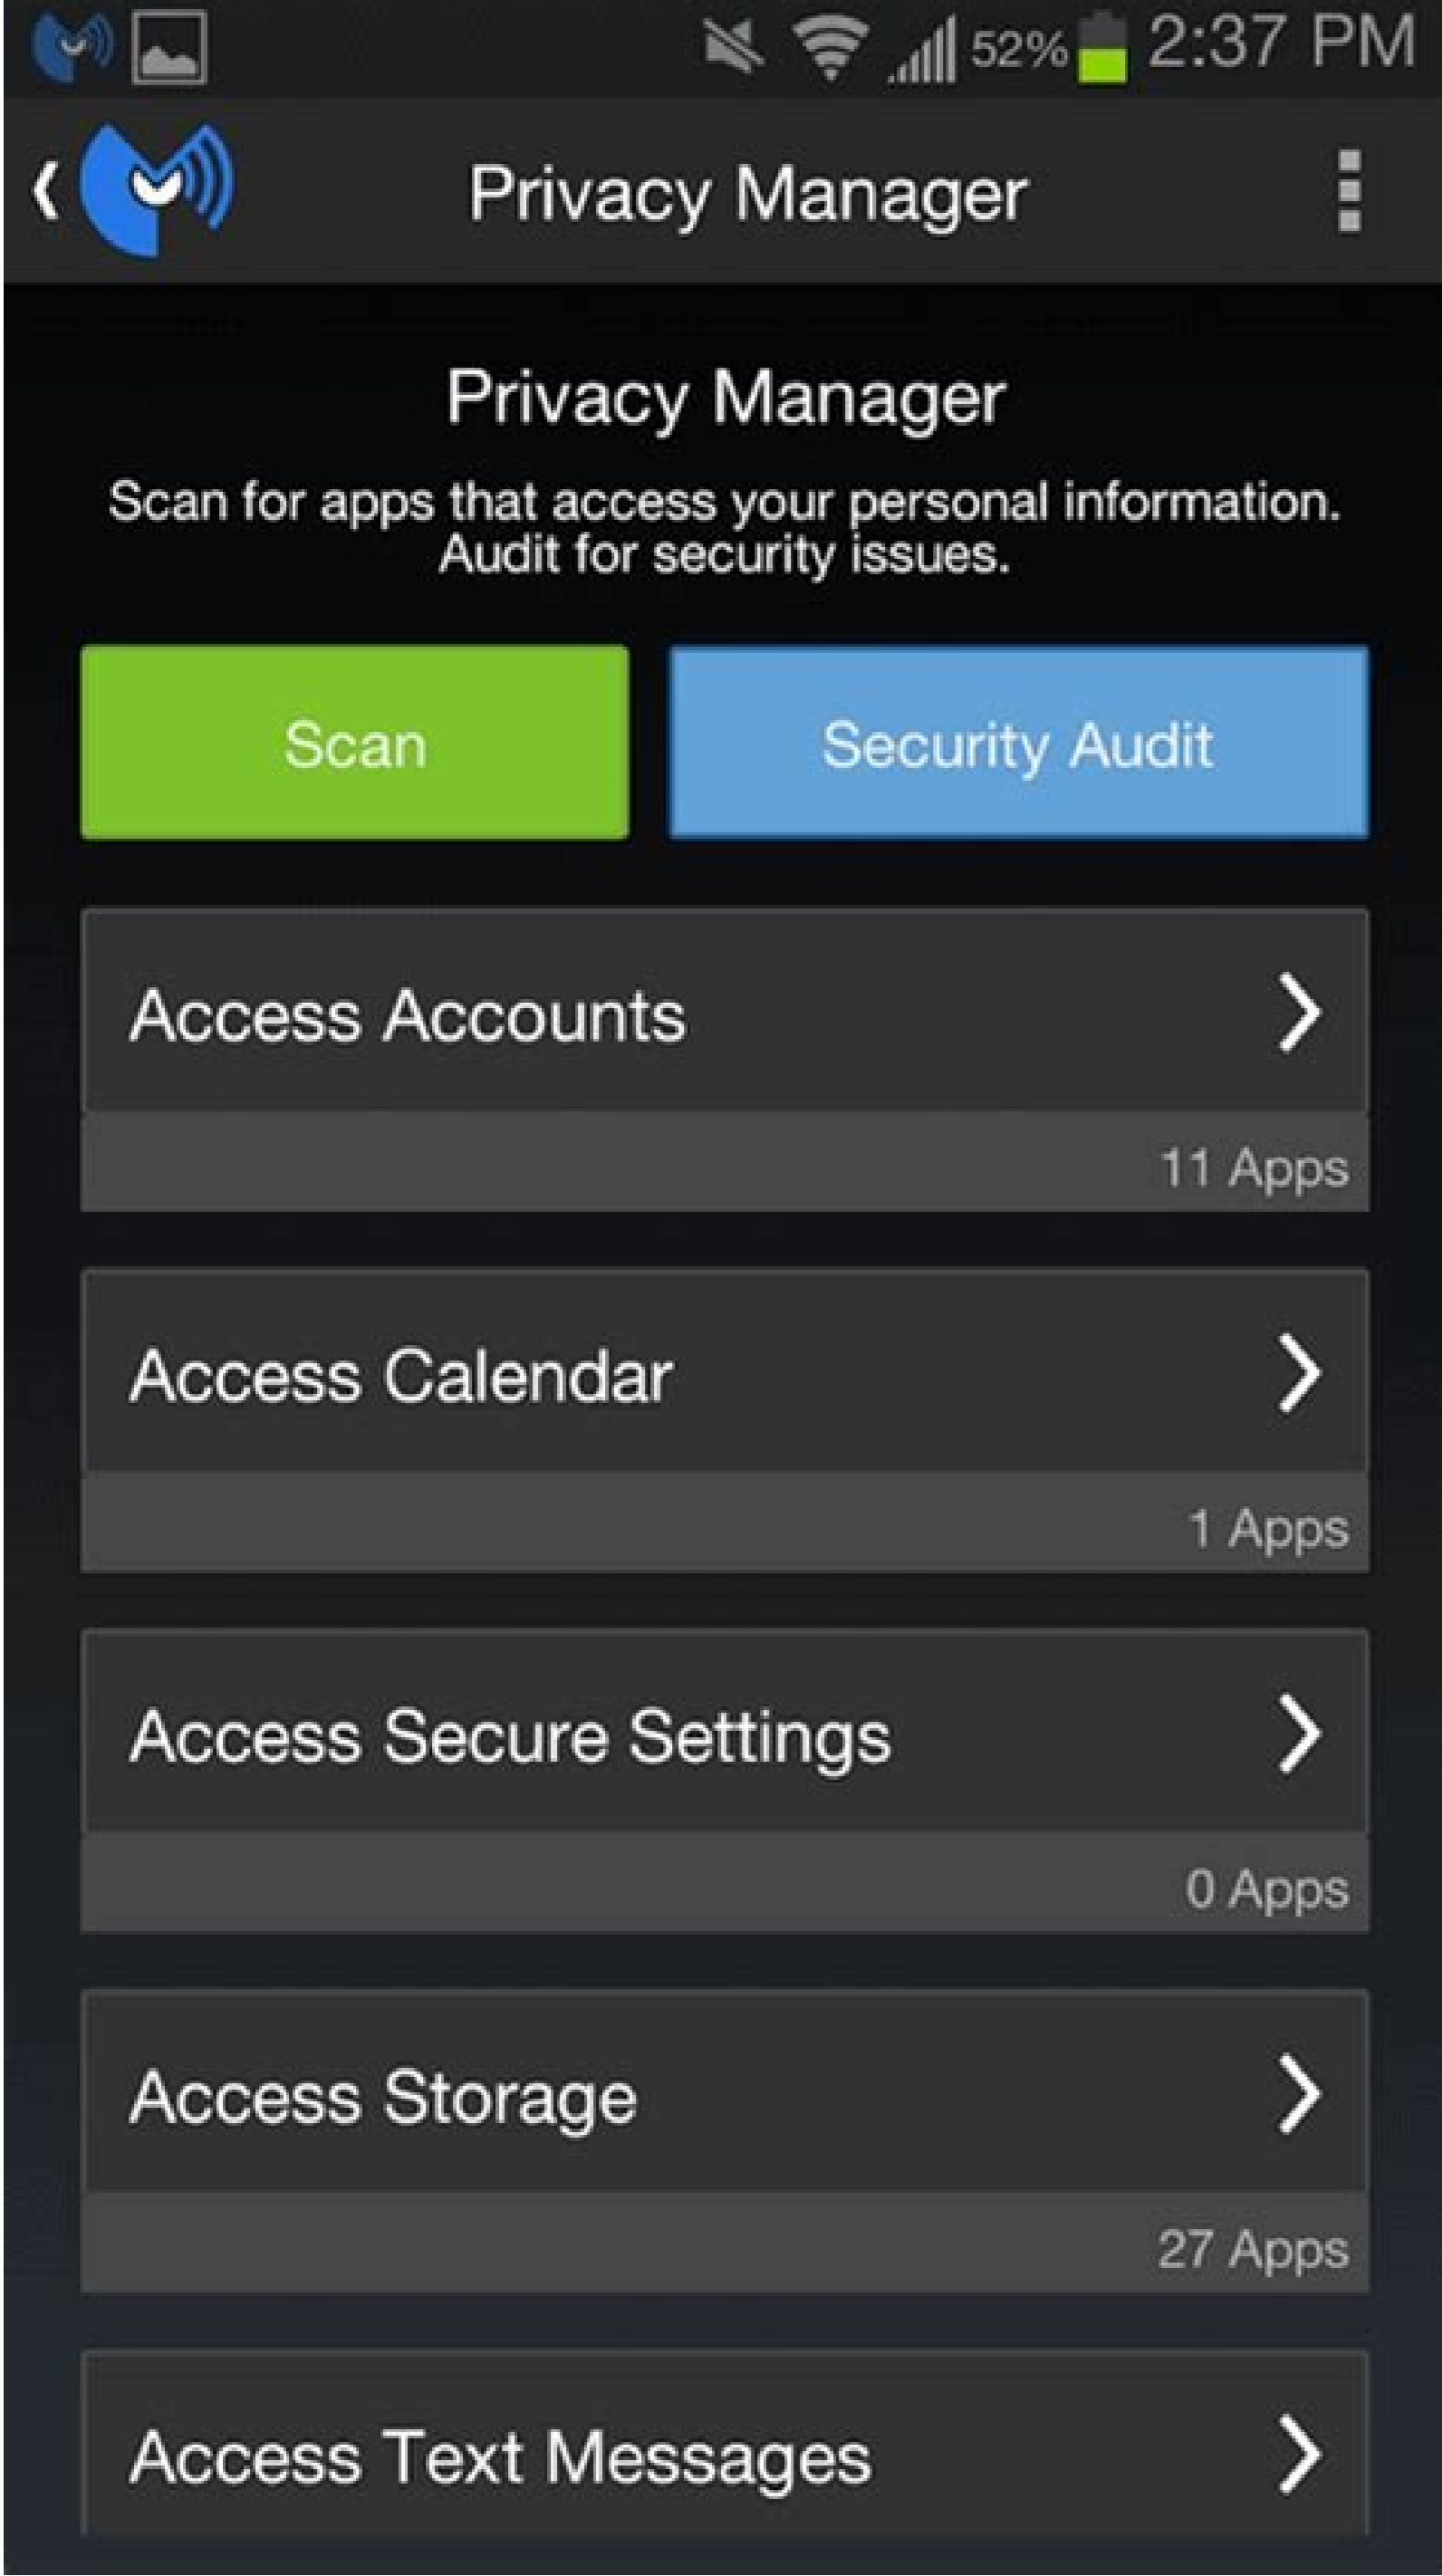 52% 2:37 PM
Privacy Manager
Privacy Manager
Scan for apps that access your personal information.
Audit for security issues.
Scan Security Audit
Access Accounts
11 Apps
Access Calendar
1 Apps
Access Secure Settings
0 Apps
Access Storage
27 Apps
Access Text Messages